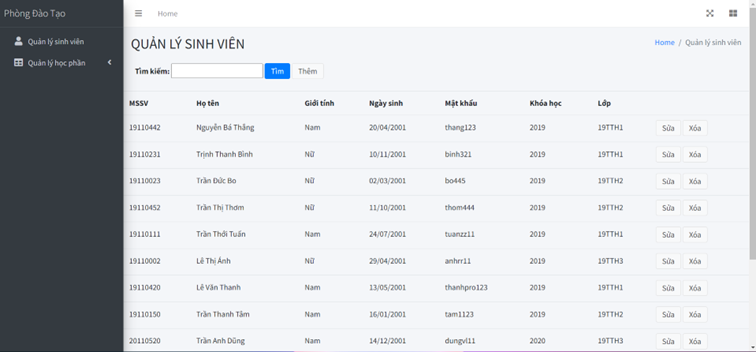 Phòng Đào Tạo
Home
Quản lý sinh viên
Quản lý học phần
QUẢN LÝ SINH VIÊN
Home / Quản lý sinh viên
Tìm kiếm: Tìm Thêm
MSSV Họ tên Giới tính Ngày sinh Mật khẩu Khóa học Lớp
19110442 Nguyễn Bá Thắng Nam 20/04/2001 thang123 2019 19TTH1 Sửa Xóa
19110231 Trịnh Thanh Bình Nữ 10/11/2001 binh321 2019 19TTH1 Sửa Xóa
19110023 Trần Đức Bo Nữ 02/03/2001 bo445 2019 19TTH2 Sửa Xóa
19110452 Trần Thị Thơm Nữ 11/10/2001 thom444 2019 19TTH2 Sửa Xóa
19110111 Trần Thới Tuấn Nam 24/07/2001 tuanzz11 2019 19TTH1 Sửa Xóa
19110002 Lê Thị Ánh Nữ 29/04/2001 anhrr11 2019 19TTH3 Sửa Xóa
19110420 Lê Văn Thanh Nam 13/05/2001 thanhpro123 2019 19TTH1 Sửa Xóa
19110150 Trần Thanh Tâm Nam 16/01/2001 tam1123 2019 19TTH2 Sửa Xóa
20110520 Trần Anh Dũng Nam 14/12/2001 dungvl11 2020 19TTH3 Sửa Xóa